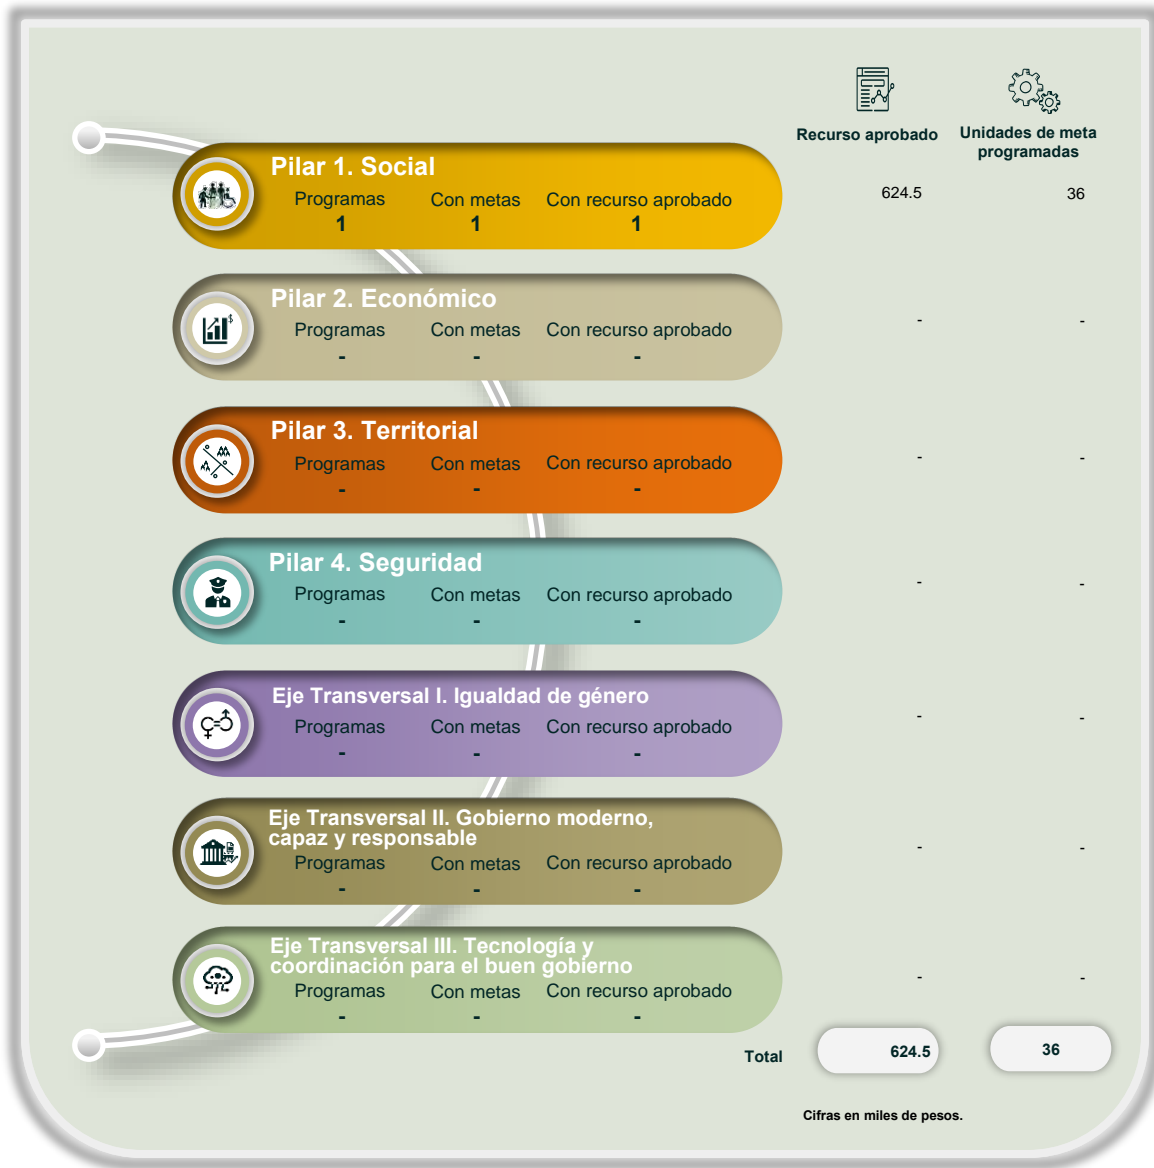 Recurso aprobado
Unidades de meta
programadas
Pilar 1. Social
Programas Con metas Con recurso aprobado
1 1 1
624.5 36
Pilar 2. Económico
Programas Con metas Con recurso aprobado
- - -
- -
Pilar 3. Territorial
Programas Con metas Con recurso aprobado
- - -
- -
Pilar 4. Seguridad
Programas Con metas Con recurso aprobado
- - -
- -
Eje Transversal I. Igualdad de género
Programas Con metas Con recurso aprobado
- - -
- -
Eje Transversal II. Gobierno moderno,
capaz y responsable
Programas Con metas Con recurso aprobado
- - -
- -
Eje Transversal III. Tecnología y
coordinación para el buen gobierno
Programas Con metas Con recurso aprobado
- - -
- -
Total 624.5 36
Cifras en miles de pesos.